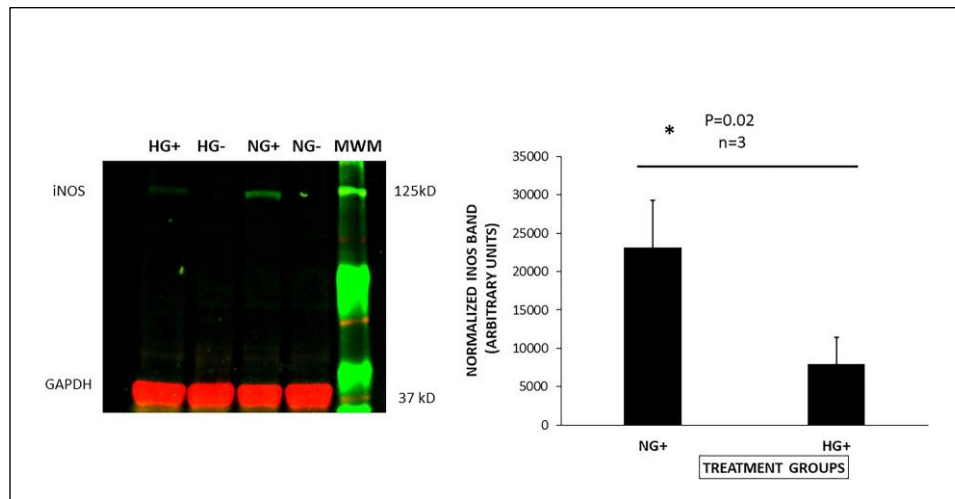 HG+ HG- NG+ NG- MWM
iNOS
125kD
GAPDH
37 kD
P=0.02
*
n=3
35000
30000
25000
20000
15000
10000
5000
0
NORMALIZED INOS BAND
(ARBITRARY UNITS)
NG+ HG+
TREATMENT GROUPS